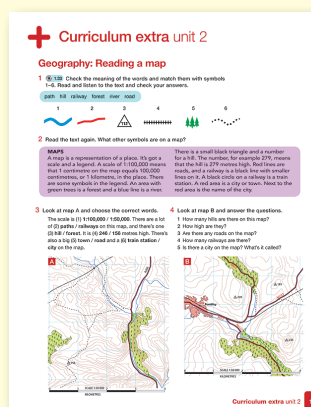 Curriculum extra unit 2
Geography: Reading a map
1 1.33 Check the meaning of the words and match them with symbols
1–6. Read and listen to the text and check your answers.
path hill railway forest river road
1 2 3 4 5 6
2 Read the text again. What other symbols are on a map?
MAPS
A map is a representation of a place. It's got a
scale and a legend. A scale of 1:100,000 means
that 1 centimetre on the map equals 100,000
centimetres, or 1 kilometre, in the place. There
are some symbols in the legend. An area with
green trees is a forest and a blue line is a river.
There is a small black triangle and a number
for a hill. The number, for example 279, means
that the hill is 279 metres high. Red lines are
roads, and a railway is a black line with smaller
lines on it. A black circle on a railway is a train
station. A red area is a city or town. Next to the
red area is the name of the city.
3 Look at map A and choose the correct words.
The scale is (1) 1:100,000 / 1:50,000. There are a
lot of (2) paths / railways on this map, and there's one
(3) hill / forest. It is (4) 246 / 158 metres high. There's
also a big (5) town / road and a (6) train station /
city on the map.
4 Look at map B and answer the questions.
1 How many hills are there on this map?
2 How high are they?
3 Are there any roads on the map?
4 How many railways are there?
5 Is there a city on the map? What's it called?
A
B
KILOMETRES
KILOMETRES
Curriculum extra unit 2